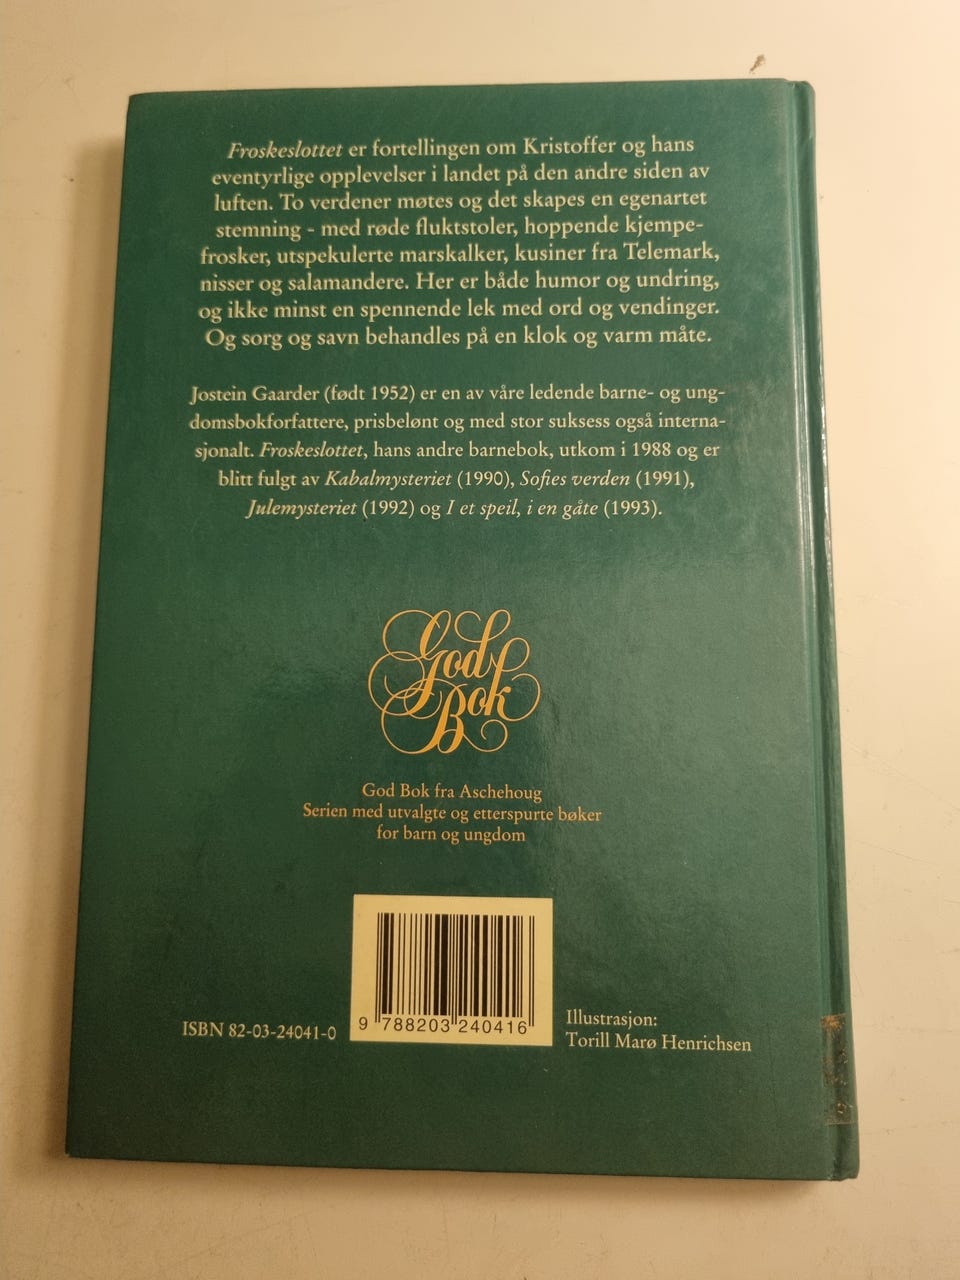 Froskeslottet er fortellingen om Kristoffer og hans
eventyrlige opplevelser i landet på den andre siden av
luften. To verdener møtes og det skapes en egenartet
stemning - med røde fluktstoler, hoppende kjempe-
frosker, utspekulerte marskalker, kusiner fra Telemark,
nisser og salamandere. Her er både humor og undring,
og ikke minst en spennende lek med ord og vendinger.
Og sorg og savn behandles på en klok og varm måte.
Jostein Gaarder (født 1952) er en av våre ledende barne- og ung-
domsbokforfattere, prisbelønt og med stor suksess også interna-
sjonalt. Froskeslottet, hans andre barnebok, utkom i 1988 og er
blitt fulgt av Kabalmysteriet (1990), Sofies verden (1991),
Julemysteriet (1992) og I et speil, i en gåte (1993).
God
Bok
God Bok fra Aschehoug
Serien med utvalgte og etterspurte bøker
for barn og ungdom
ISBN 82-03-24041-0
9 788203 240416
Illustrasjon:
Torill Marø Henrichsen